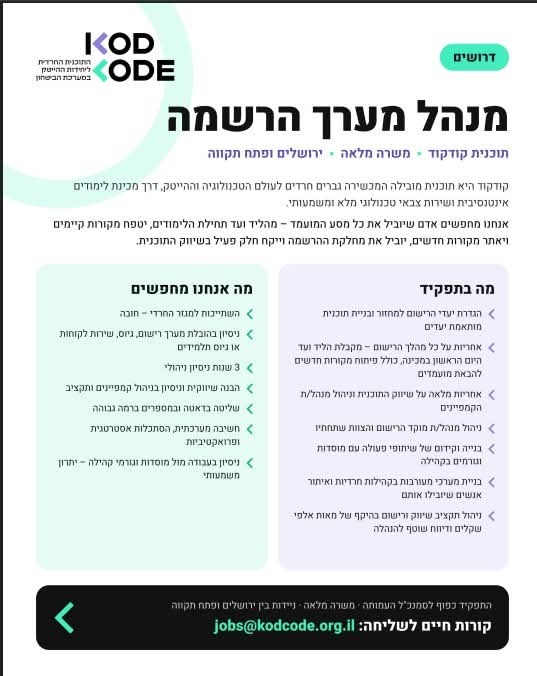 KOD
CODE
התוכנית החרדית
ליחידות ההייטק
במערכת הביטחון
דרושים
מנהל מערך הרשמה
תוכנית קודקוד • משרה מלאה • ירושלים ופתח תקווה
קודקוד היא תוכנית מובילה המכשירה גברים חרדים לעולם הטכנולוגיה וההייטק, דרך מכינת לימודים
אינטנסיבית ושירות צבאי טכנולוגי מלא ומשמעותי.
אנחנו מחפשים אדם שיוביל את כל מסע המועמד – מהליד ועד תחילת הלימודים, יטפח מקורות קיימים
ויאתר מקורות חדשים, יוביל את מחלקת ההרשמה וייקח חלק פעיל בשיווק התוכנית.
מה בתפקיד
הגדרת יעדי הרישום למחזור ובניית תוכנית
מותאמת יעדים
אחריות על כל מהלך הרישום – מקבלת הליד ועד
היום הראשון במכינה, כולל פיתוח מקורות חדשים
להבאת מועמדים
אחריות מלאה על שיווק התוכנית וניהול מנהל/ת
הקמפיינים
ניהול מנהל/ת מוקד הרישום והצוות שתחתיו
בנייה וקידום של שיתופי פעולה עם מוסדות
וגורמים בקהילה
בניית מערכי מעורבות בקהילות חרדיות ואיתור
אנשים שיובילו אותם
ניהול תקציב שיווק ורישום בהיקף של מאות אלפי
שקלים ודיווח שוטף להנהלה
מה אנחנו מחפשים
השתייכות למגזר החרדי – חובה
ניסיון בהובלת מערך רישום, גיוס, שירות לקוחות
או גיוס תלמידים
3 שנות ניסיון ניהולי
הבנה שיווקית וניסיון בניהול קמפיינים ותקציב
שליטה בדאטה ובמספרים ברמה גבוהה
חשיבה מערכתית, הסתכלות אסטרטגית
ופרואקטיביות
ניסיון בעבודה מול מוסדות וגורמי קהילה – יתרון
משמעותי
התפקיד כפוף לסמנכ"ל העמותה · משרה מלאה · ניידות בין ירושלים ופתח תקווה
קורות חיים לשליחה: jobs@kodcode.org.il